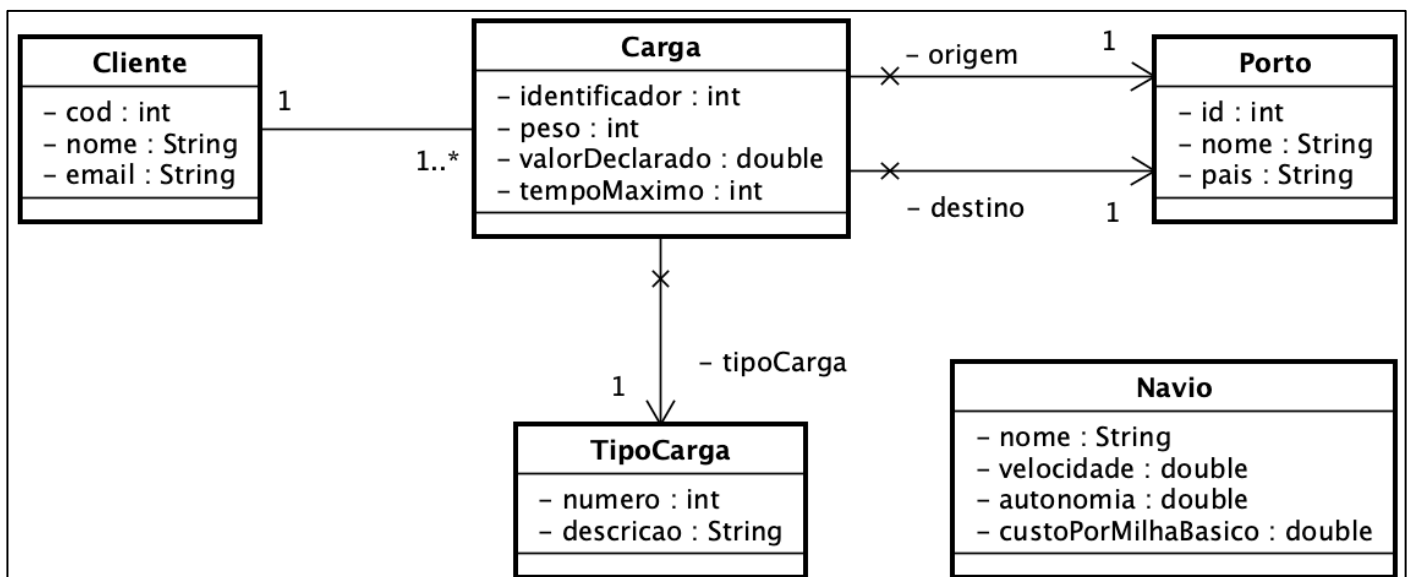 Cliente
– cod : int
– nome : String
– email : String
1
1..*
Carga
– identificador : int
– peso : int
– valorDeclarado : double
– tempoMaximo : int
– origem
1
– destino
1
Porto
– id : int
– nome : String
– pais : String
– tipoCarga
1
TipoCarga
– numero : int
– descricao : String
Navio
– nome : String
– velocidade : double
– autonomia : double
– custoPorMilhaBasico : double